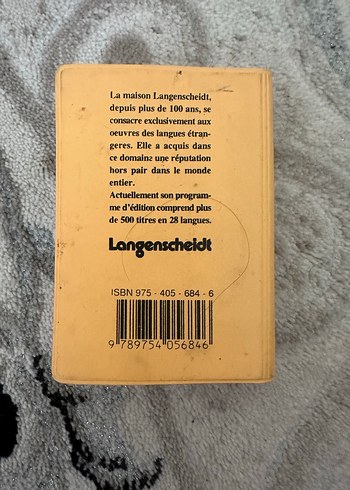 La maison Langenscheidt,
depuis plus de 100 ans, se
consacre exclusivement aux
oeuvres des langues étran-
geres. Elle a acquis dans
ce domaine une réputation
hors pair dans le monde
entier.
Actuellement son program-
me d'édition comprend plus
de 500 titres en 28 langues.
Langenscheidt
ISBN 975 - 405 - 684 - 6
9 789754 056846